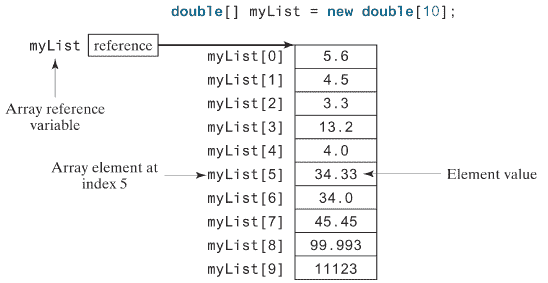 double[] myList = new double[10];
myList reference
myList[0] 5.6
myList[1] 4.5
Array reference
variable
myList[2] 3.3
myList[3] 13.2
myList[4] 4.0
Array element at
index 5
myList[5] 34.33 Element value
myList[6] 34.0
myList[7] 45.45
myList[8] 99.993
myList[9] 11123